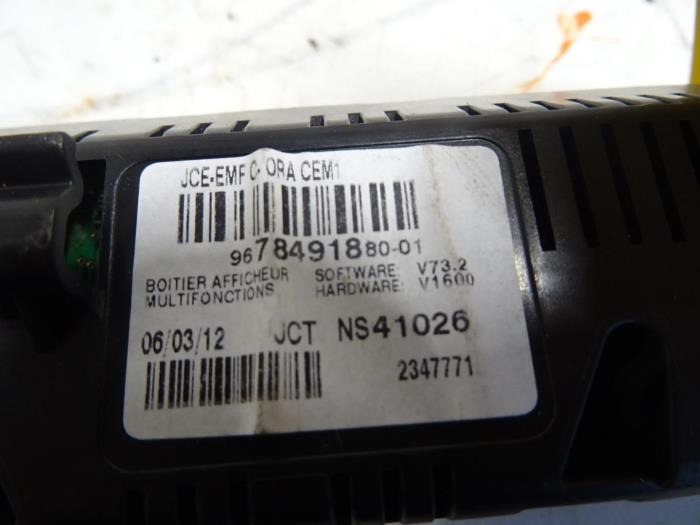 JCE-EMF C- ORA CEM1
9678491880-01
BOITIER AFFICHEUR SOFTWARE: V73.2
MULTIFONCTIONS HARDWARE: V1600
06/03/12 JCT NS41026
2347771